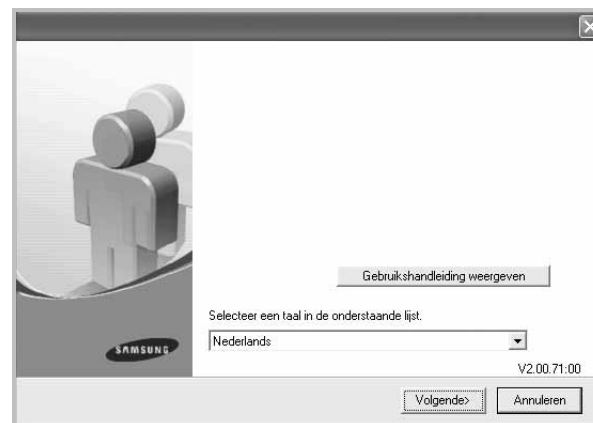 Gebruikshandleiding weergeven
Selecteer een taal in de onderstaande lijst.
Nederlands
SAMSUNG
V2.00.71:00
Volgende>
Annuleren